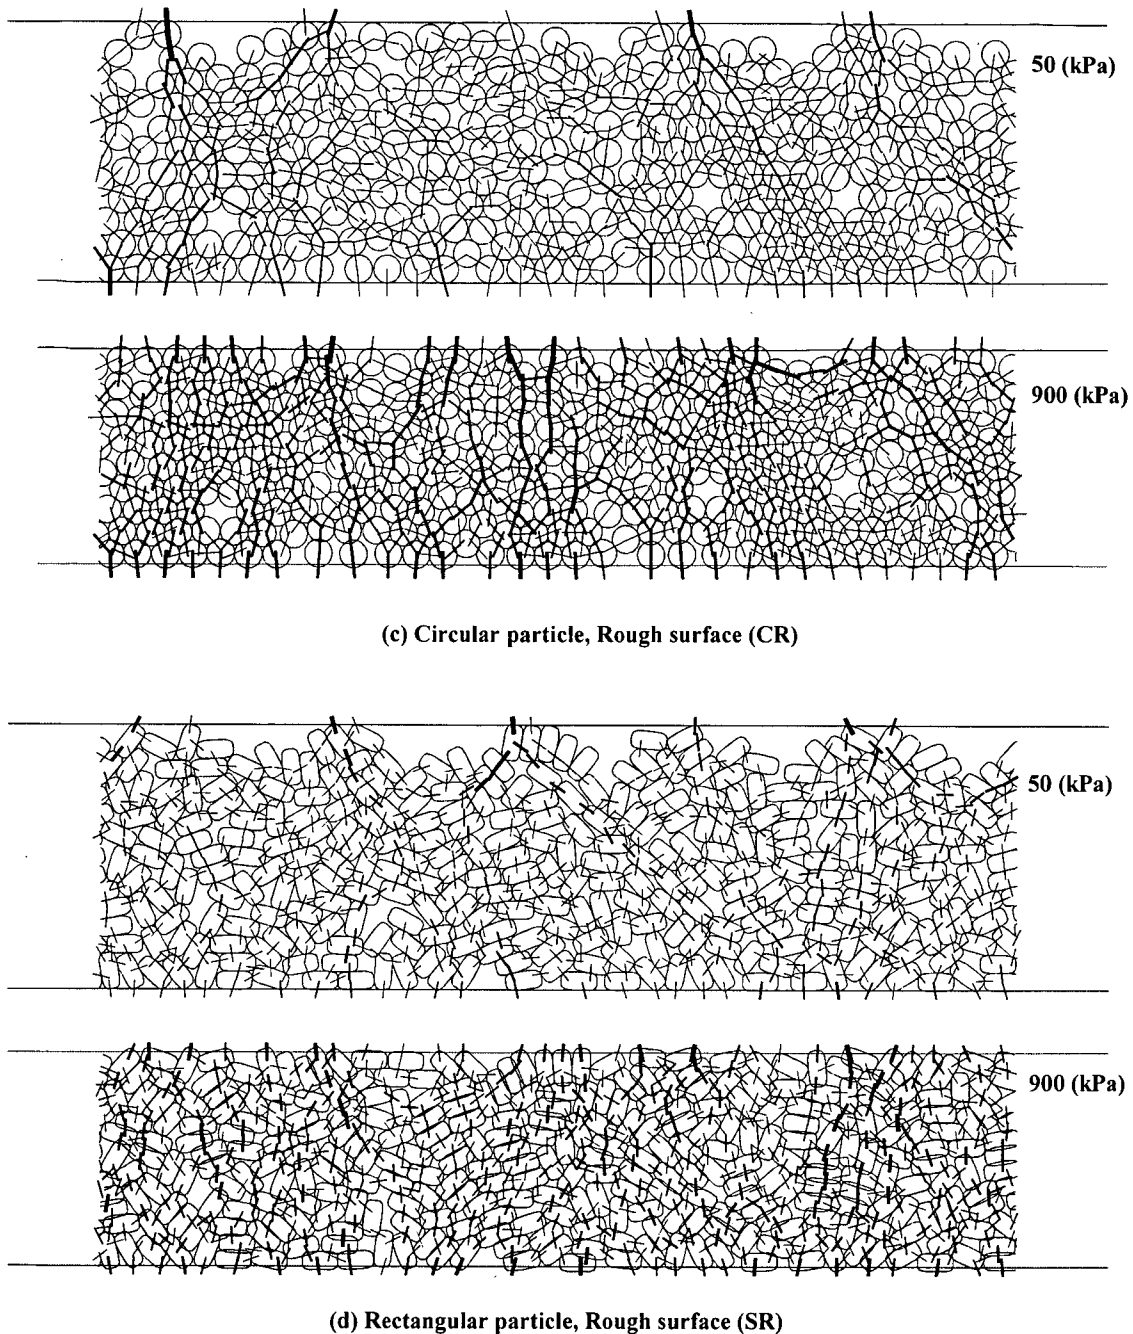 50 (kPa)
900 (kPa)
(c) Circular particle, Rough surface (CR)
50 (kPa)
900 (kPa)
(d) Rectangular particle, Rough surface (SR)